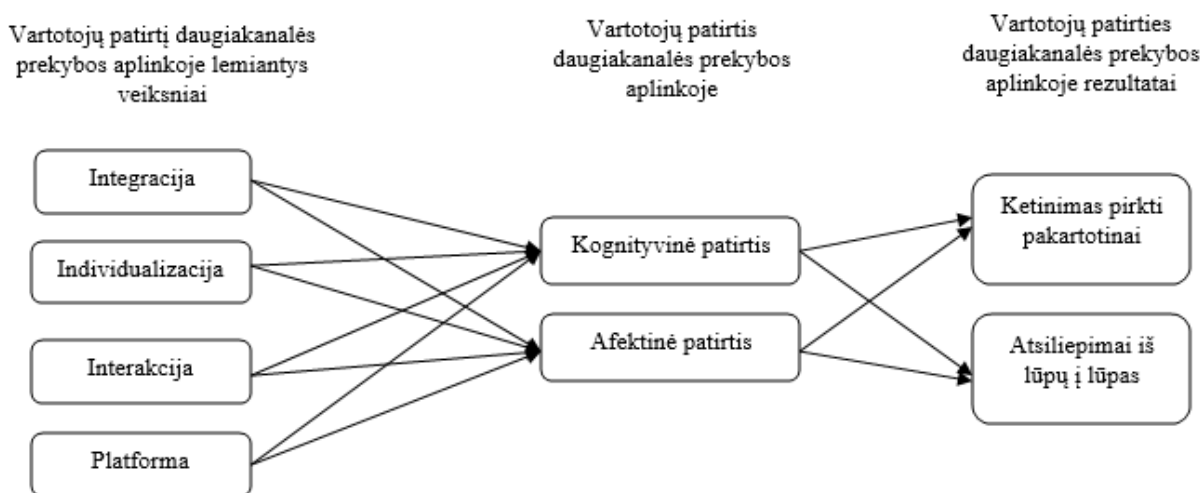 Vartotojų patirtį daugiakanalės
prekybos aplinkoje lemiantys
veiksniai
Vartotojų patirtis
daugiakanalės prekybos
aplinkoje
Vartotojų patirties
daugiakanalės prekybos
aplinkoje rezultatai
Integracija
Individualizacija
Interakcija
Platforma
Kognityvinė patirtis
Afektinė patirtis
Ketinimas pirkti
pakartotinai
Atsiliepimai iš
lūpų į lūpas